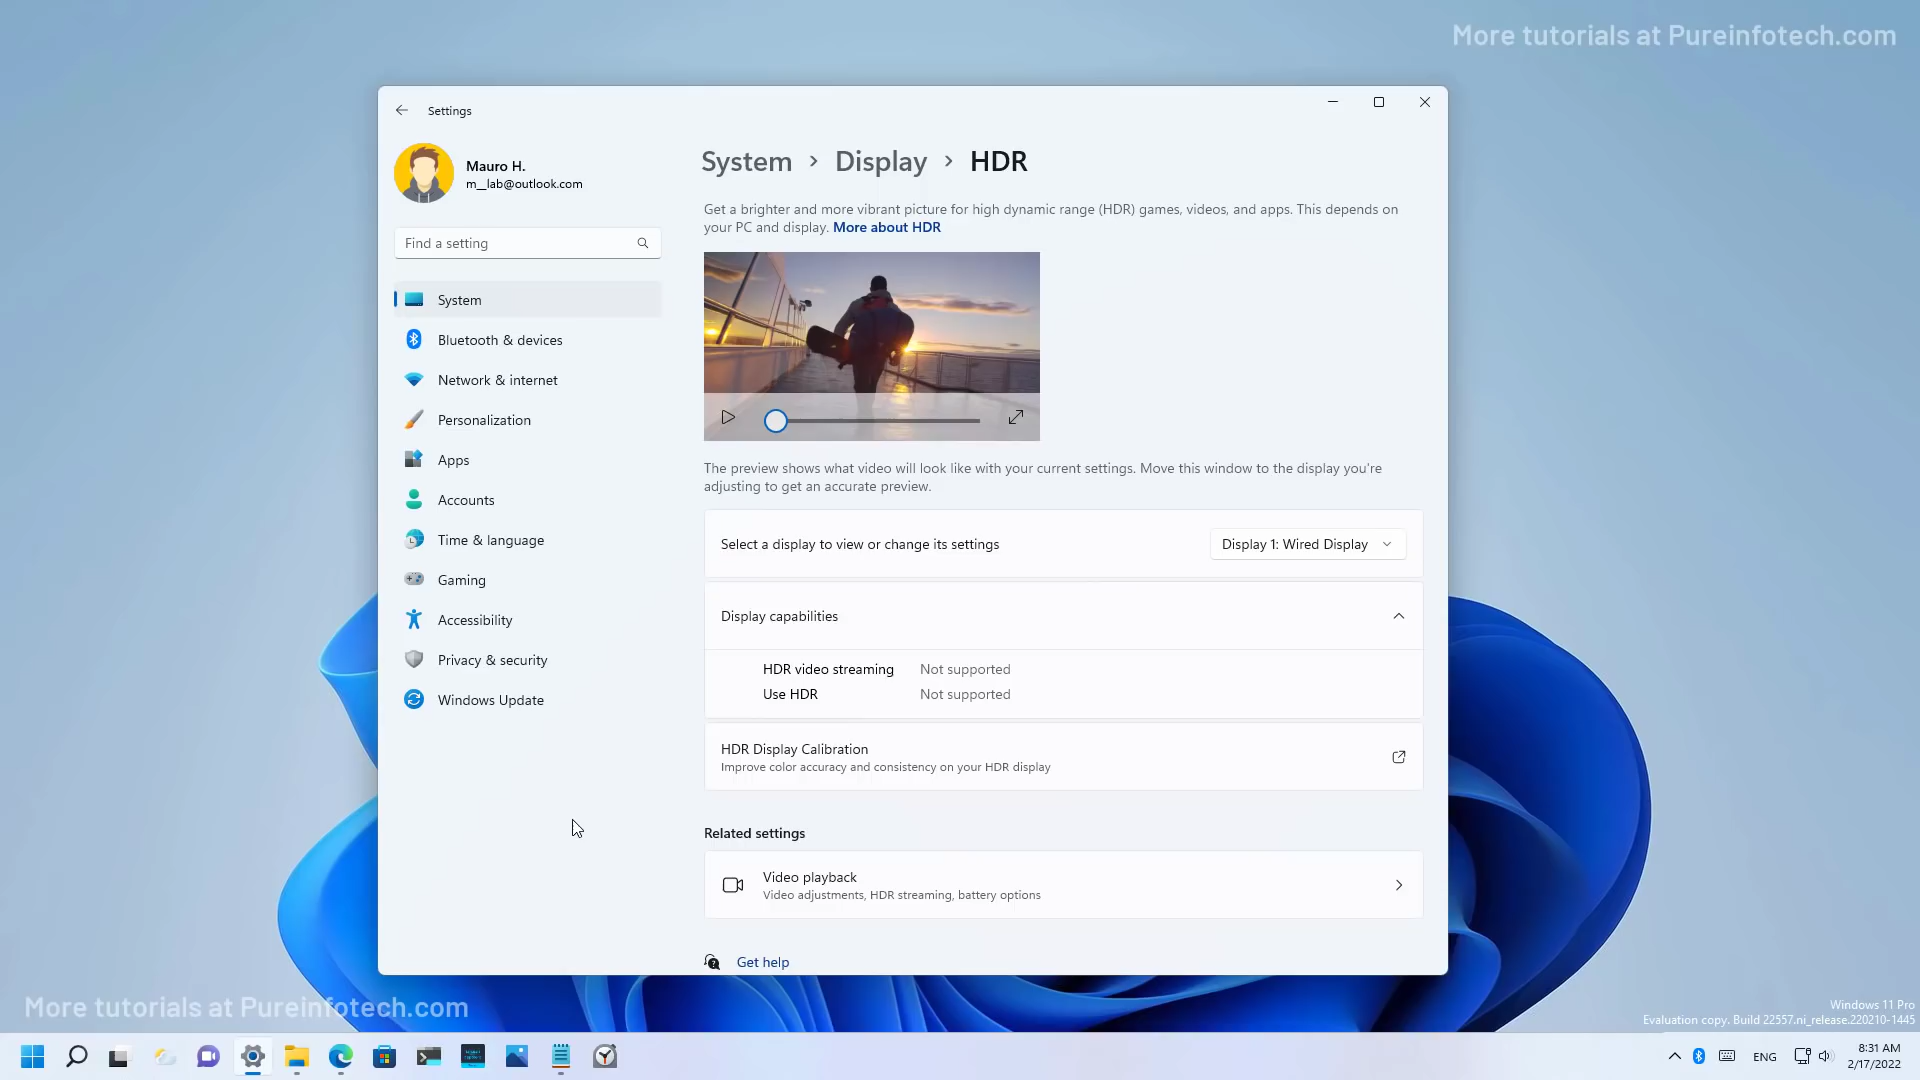 More tutorials at Pureinfotech.com
Settings
Mauro H.
m__lab@outlook.com
Find a setting
System
Bluetooth & devices
Network & internet
Personalization
Apps
Accounts
Time & language
Gaming
Accessibility
Privacy & security
Windows Update
System > Display > HDR
Get a brighter and more vibrant picture for high dynamic range (HDR) games, videos, and apps. This depends on
your PC and display. More about HDR
The preview shows what video will look like with your current settings. Move this window to the display you're
adjusting to get an accurate preview.
Select a display to view or change its settings
Display 1: Wired Display
Display capabilities
HDR video streaming Not supported
Use HDR Not supported
HDR Display Calibration
Improve color accuracy and consistency on your HDR display
Related settings
Video playback
Video adjustments, HDR streaming, battery options
Get help
More tutorials at Pureinfotech.com
Windows 11 Pro
Evaluation copy. Build 22557.ni_release.220210-1445
ENG
8:31 AM
2/17/2022